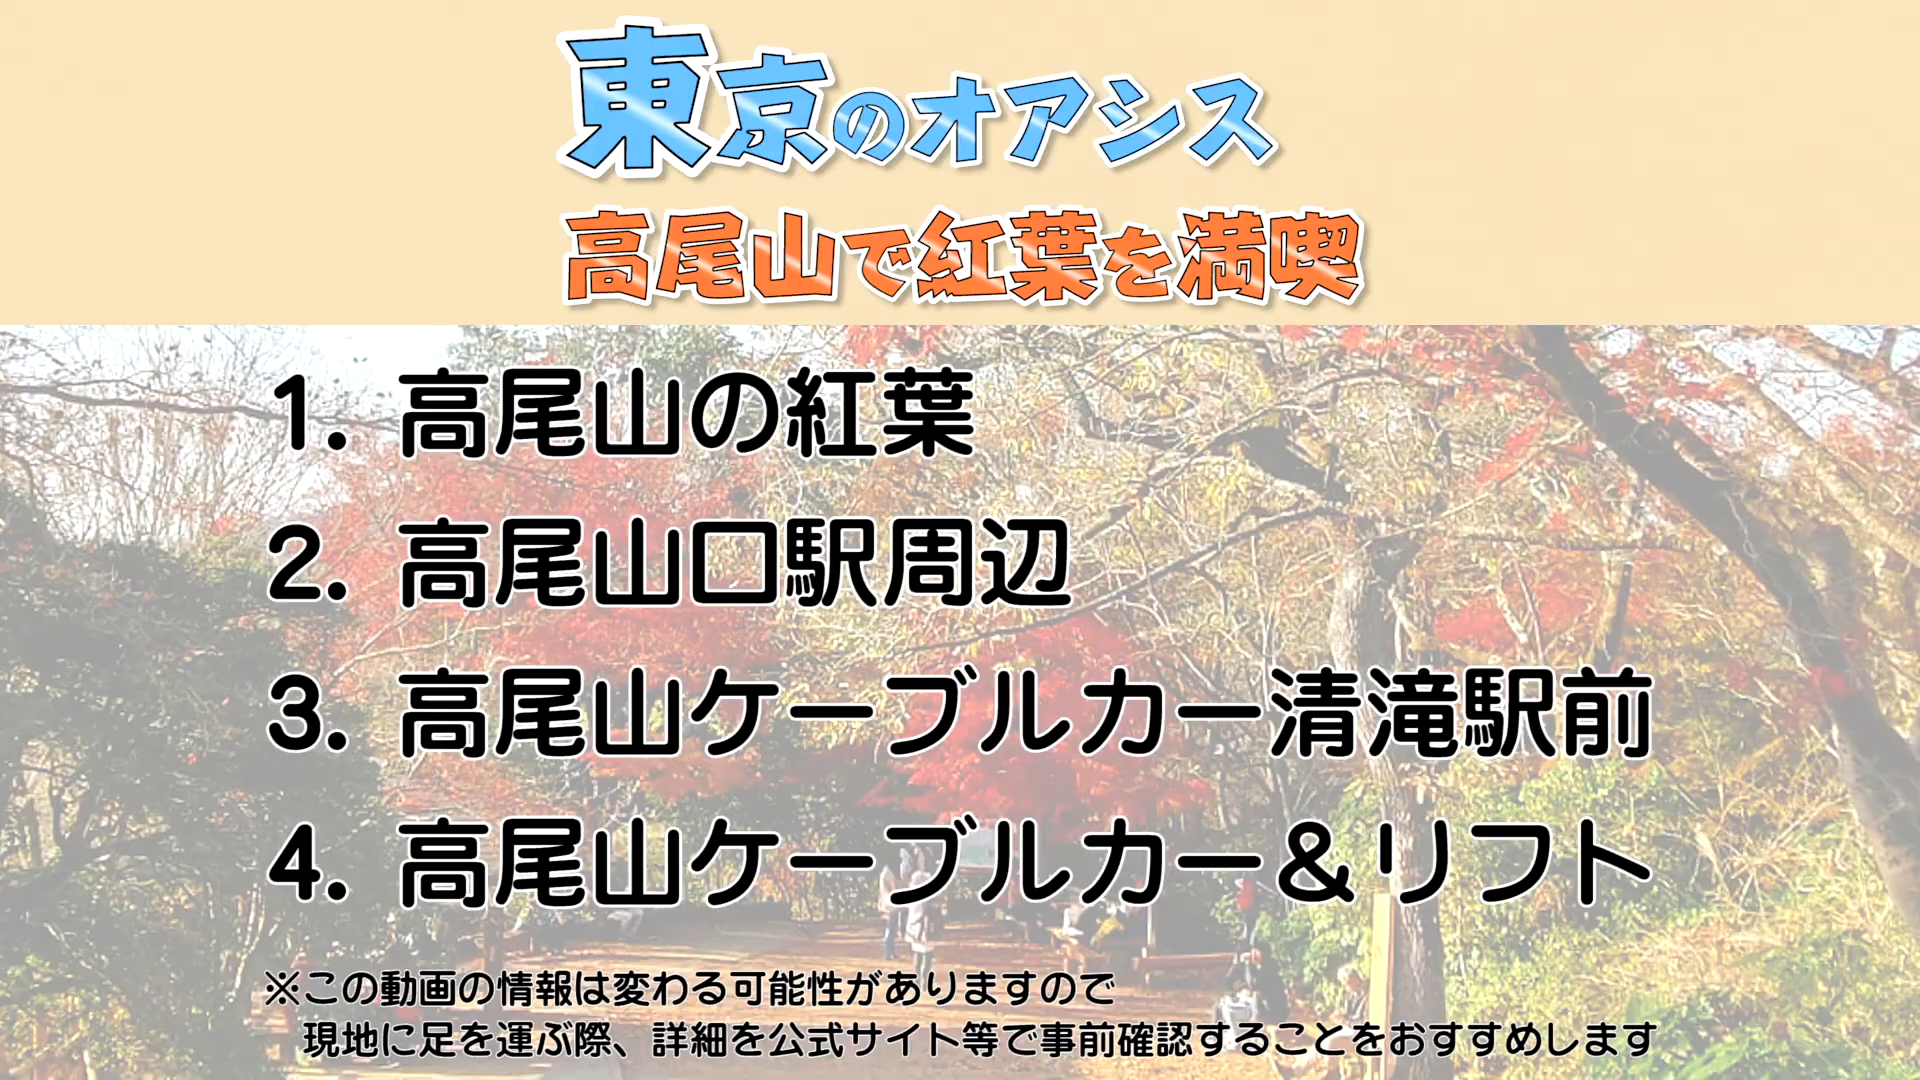 東京のオアシス
高尾山で紅葉を満喫
1. 高尾山の紅葉
2. 高尾山口駅周辺
3. 高尾山ケーブルカー清滝駅前
4. 高尾山ケーブルカー＆リフト
※この動画の情報は変わる可能性がありますので
現地に足を運ぶ際、詳細を公式サイト等で事前確認することをおすすめします